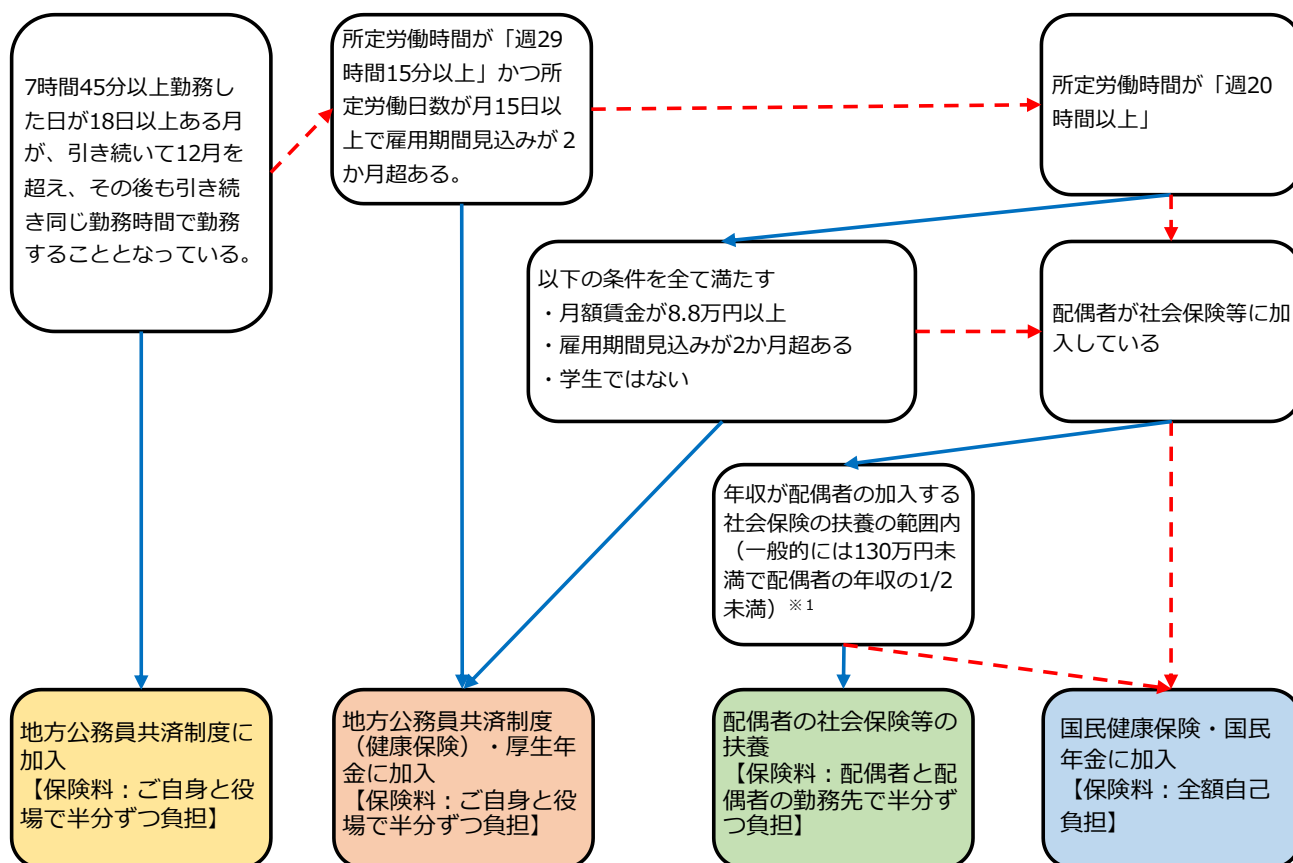 7時間45分以上勤務し
た日が18日以上ある月
が、引き続いて12月を
超え、その後も引き続
き同じ勤務時間で勤務
することとなっている。
所定労働時間が「週29
時間15分以上」かつ所
定労働日数が月15日以
上で雇用期間見込みが2
か月超ある。
所定労働時間が「週20
時間以上」
以下の条件を全て満たす
・月額賃金が8.8万円以上
・雇用期間見込みが2か月超ある
・学生ではない
配偶者が社会保険等に加
入している
年収が配偶者の加入する
社会保険の扶養の範囲内
（一般的には130万円未
満で配偶者の年収の1/2
未満）※1
地方公務員共済制度に
加入
【保険料：ご自身と役
場で半分ずつ負担】
地方公務員共済制度
（健康保険）・厚生年
金に加入
【保険料：ご自身と役
場で半分ずつ負担】
配偶者の社会保険等の
扶養
【保険料：配偶者と配
偶者の勤務先で半分ず
つ負担】
国民健康保険・国民
年金に加入
【保険料：全額自己
負担】